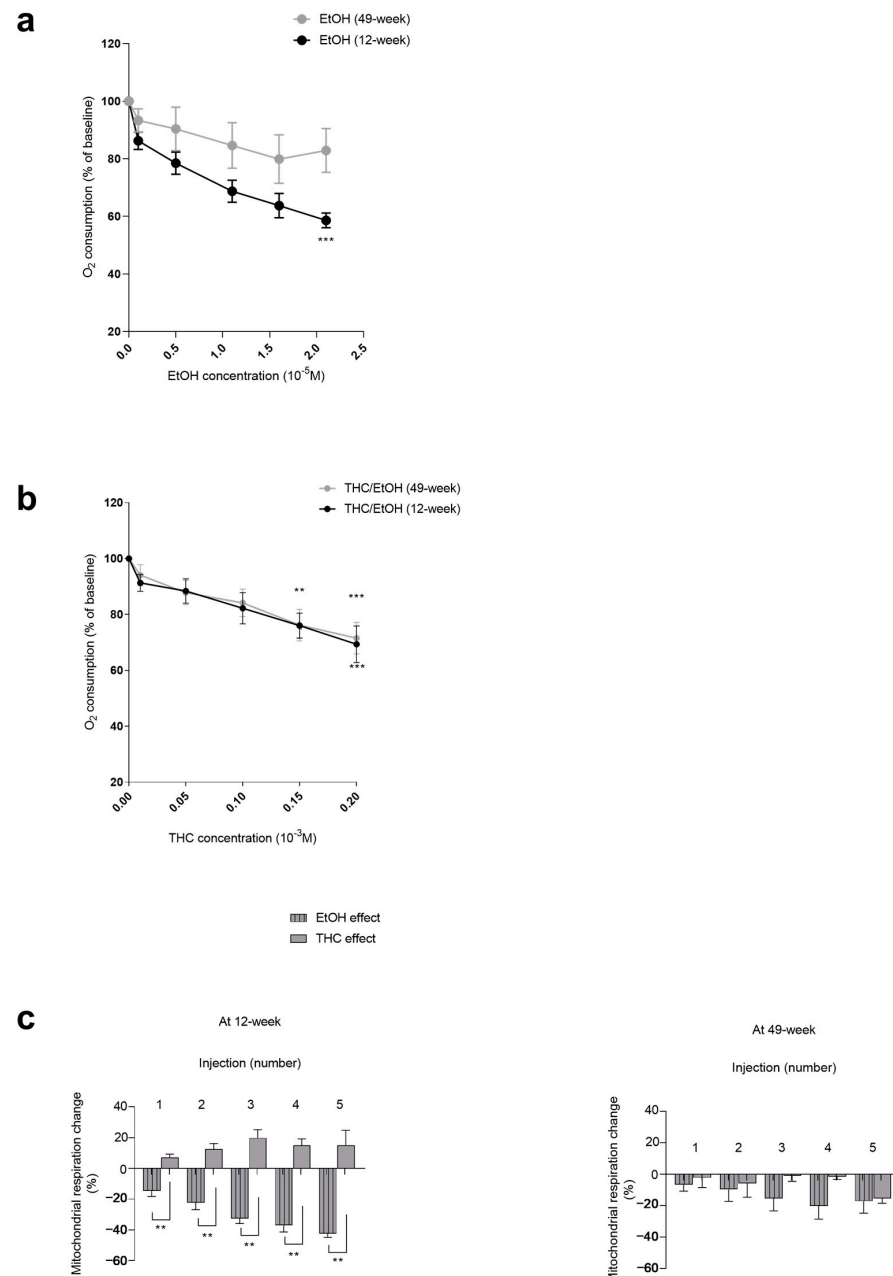 a
EtOH (49-week)
EtOH (12-week)
O2 consumption (% of baseline)
120
100
80
60
40
20
***
0.0 0.5 1.0 1.5 2.0 2.5
EtOH concentration (10-5M)
b
THC/EtOH (49-week)
THC/EtOH (12-week)
O2 consumption (% of baseline)
120
100
80
60
40
20
**
***
***
0.00 0.05 0.10 0.15 0.20
THC concentration (10-3M)
EtOH effect
THC effect
c
At 12-week
Injection (number)
Mitochondrial respiration change
(%)
1 2 3 4 5
40
20
0
−20
−40
−60
** ** ** ** **
At 49-week
Injection (number)
Mitochondrial respiration change
(%)
1 2 3 4 5
40
20
0
−20
−40
−60